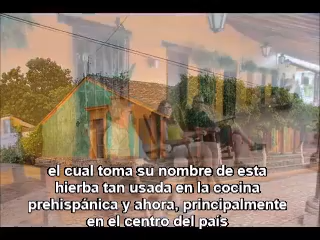 el cual toma su nombre de esta
hierba tan usada en la cocina
prehispánica y ahora, principalmente
en el centro del país